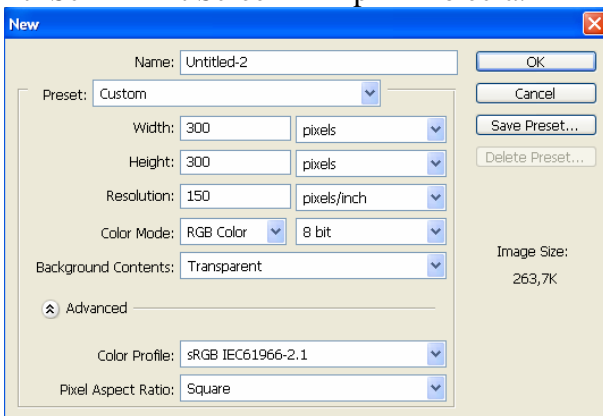 New
Name: Untitled-2
OK
Preset: Custom
Cancel
Width: 300 pixels
Save Preset...
Height: 300 pixels
Delete Preset...
Resolution: 150 pixels/inch
Color Mode: RGB Color 8 bit
Image Size:
Background Contents: Transparent
263,7K
Advanced
Color Profile: sRGB IEC61966-2.1
Pixel Aspect Ratio: Square